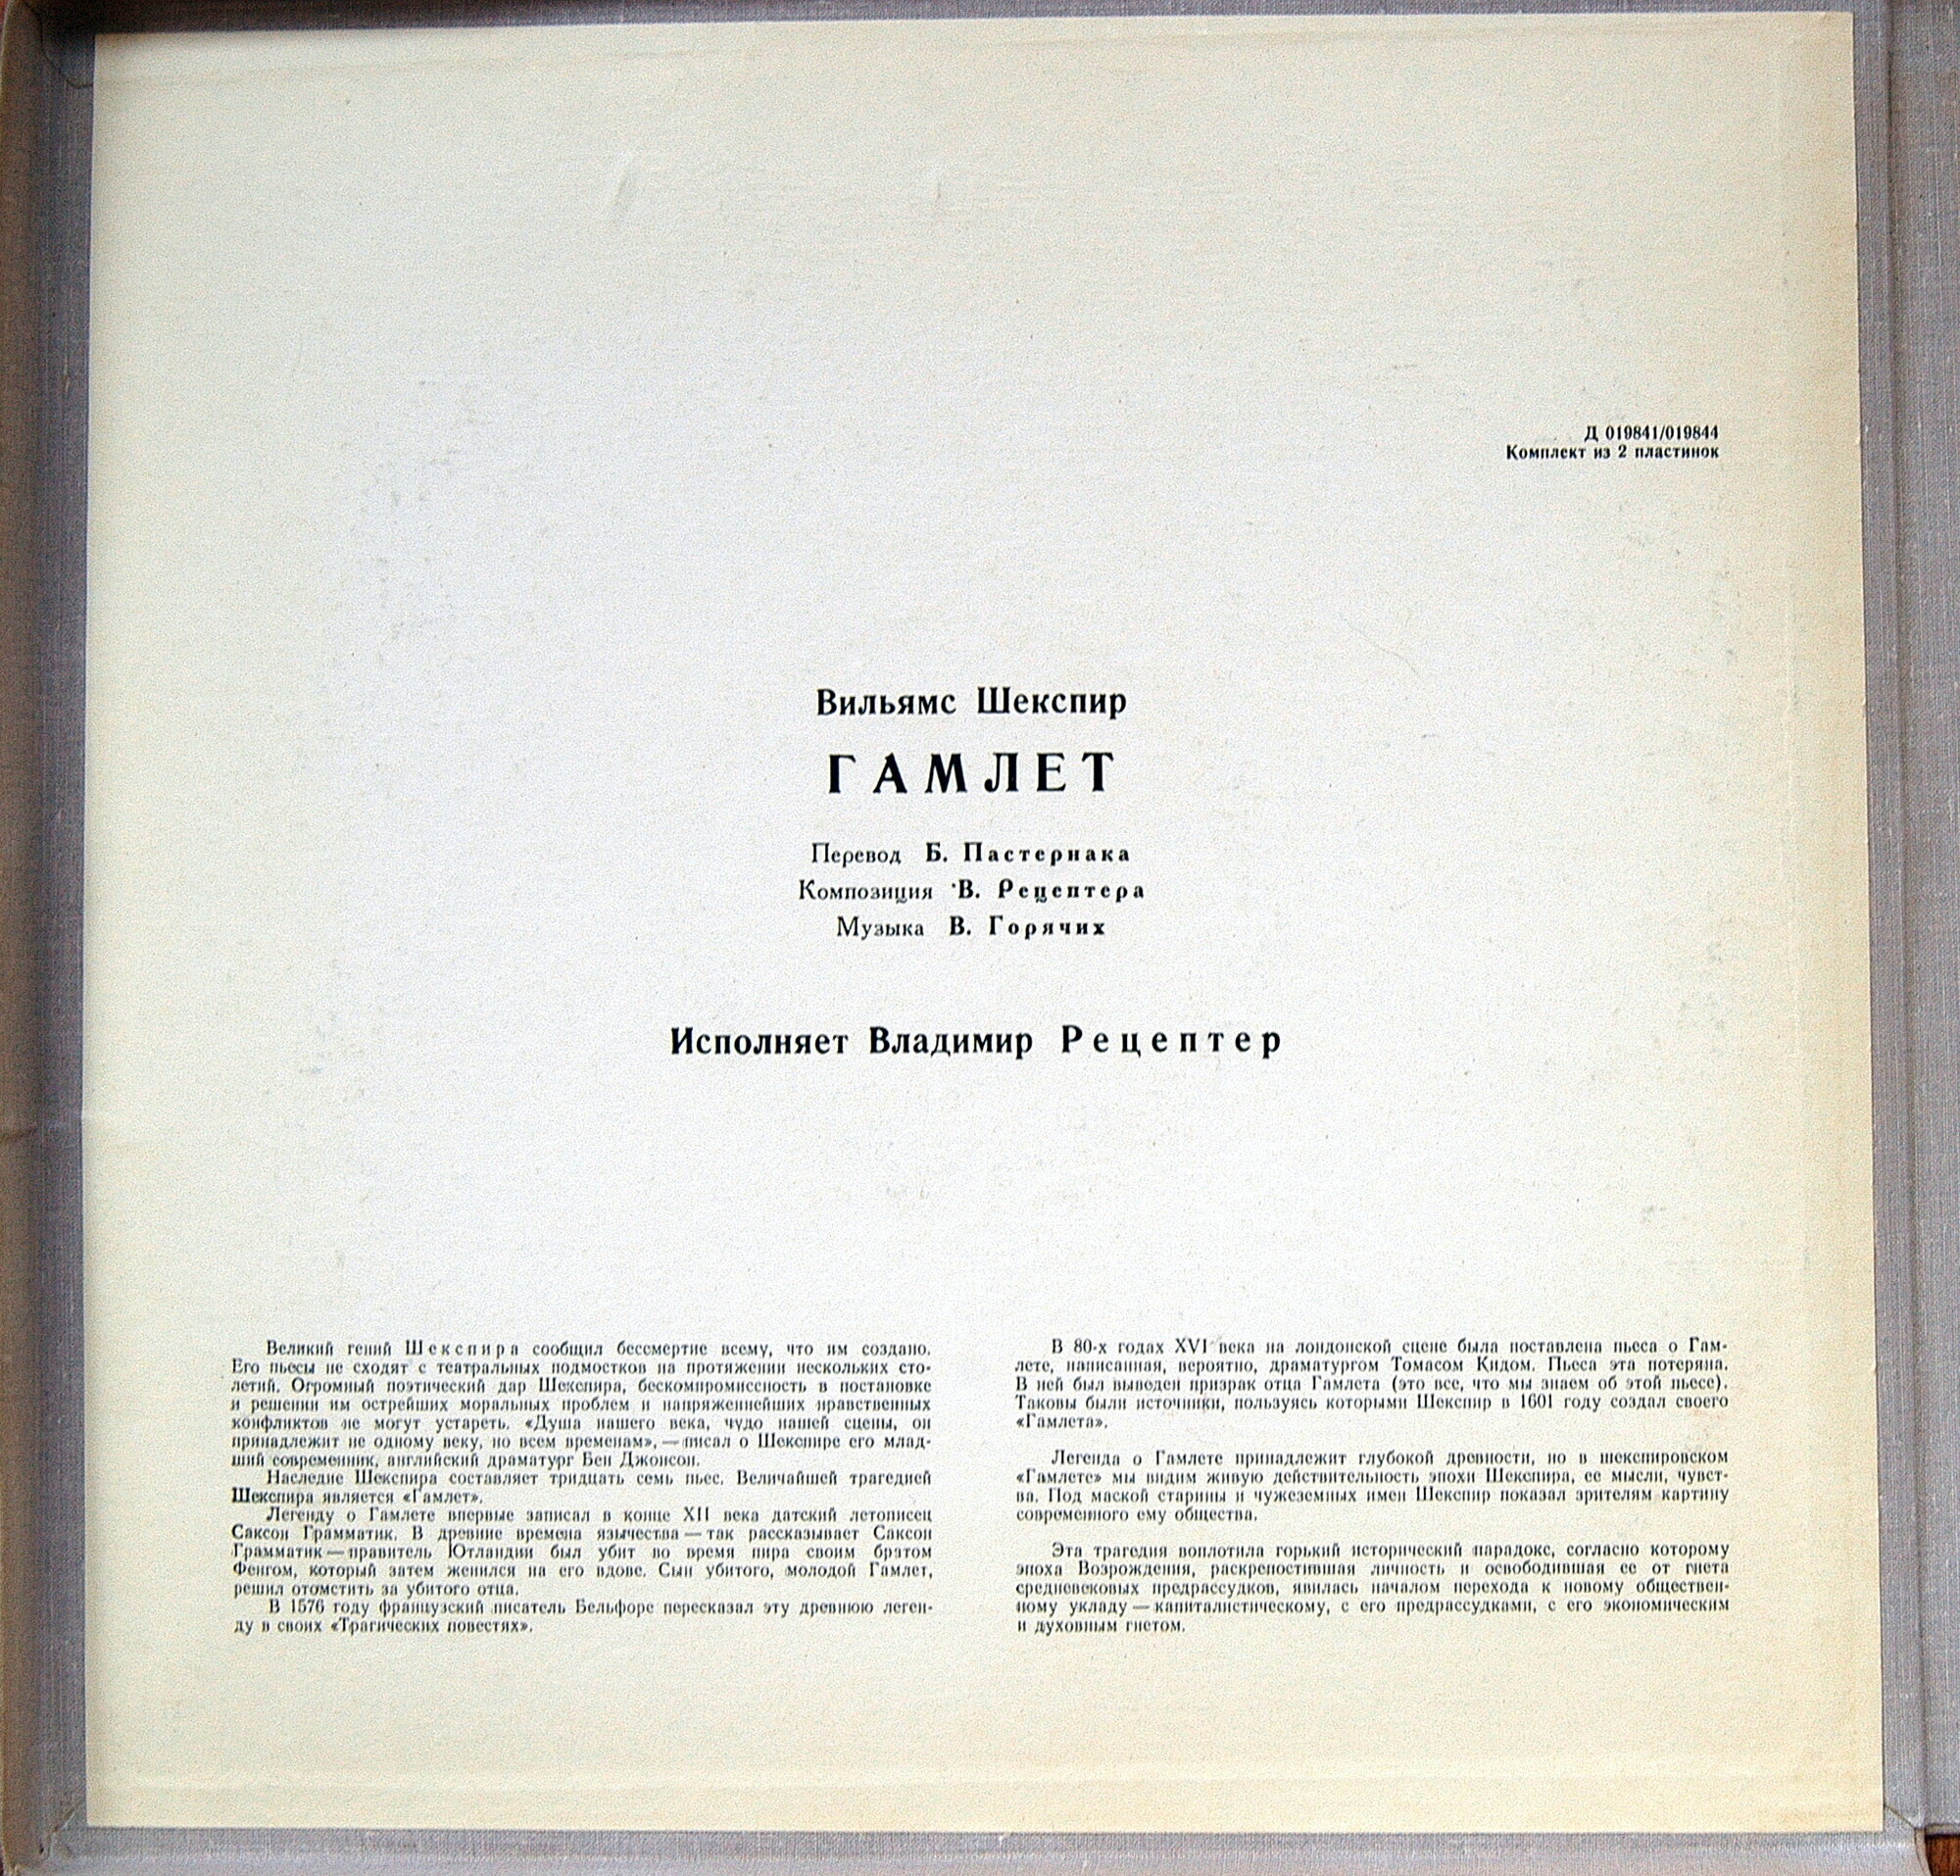 Д 019841/019844
Комплект из 2 пластинок
Вильямс Шекспир
ГАМЛЕТ
Перевод Б. Пастернака
Композиция В. Рецептера
Музыка В. Горячих
Исполняет Владимир Рецептер
Великий гений Шекспира сообщил бессмертие всему, что им создано.
Его пьесы не сходят с театральных подмостков на протяжении нескольких сто-
летий. Огромный поэтический дар Шекспира, бескомпромиссность в постановке
и решении им острейших моральных проблем и напряженнейших нравственных
конфликтов не могут устареть. «Душа нашего века, чудо нашей сцены, он
принадлежит не одному веку, но всем временам», — писал о Шекспире его млад-
ший современник, английский драматург Бен Джонсон.
Наследие Шекспира составляет тридцать семь пьес. Величайшей трагедией
Шекспира является «Гамлет».
Легенду о Гамлете впервые записал в конце XII века датский летописец
Саксон Грамматик. В древние времена язычества — так рассказывает Саксон
Грамматик — правитель Ютландии был убит во время пира своим братом
Фенгом, который затем женился на его вдове. Сын убитого, молодой Гамлет,
решил отомстить за убитого отца.
В 1576 году французский писатель Бельфоре пересказал эту древнюю леген-
ду в своих «Трагических повестях».
В 80-х годах XVI века на лондонской сцене была поставлена пьеса о Гам-
лете, написанная, вероятно, драматургом Томасом Кидом. Пьеса эта потеряна.
В ней был выведен призрак отца Гамлета (это все, что мы знаем об этой пьесе).
Таковы были источники, пользуясь которыми Шекспир в 1601 году создал своего
«Гамлета».
Легенда о Гамлете принадлежит глубокой древности, но в шекспировском
«Гамлете» мы видим живую действительность эпохи Шекспира, ее мысли, чувст-
ва. Под маской старины и чужеземных имен Шекспир показал зрителям картину
современного ему общества.
Эта трагедия воплотила горький исторический парадокс, согласно которому
эпоха Возрождения, раскрепостившая личность и освободившая ее от гнета
средневековых предрассудков, явилась началом перехода к новому обществен-
ному укладу — капиталистическому, с его предрассудками, с его экономическим
и духовным гнетом.